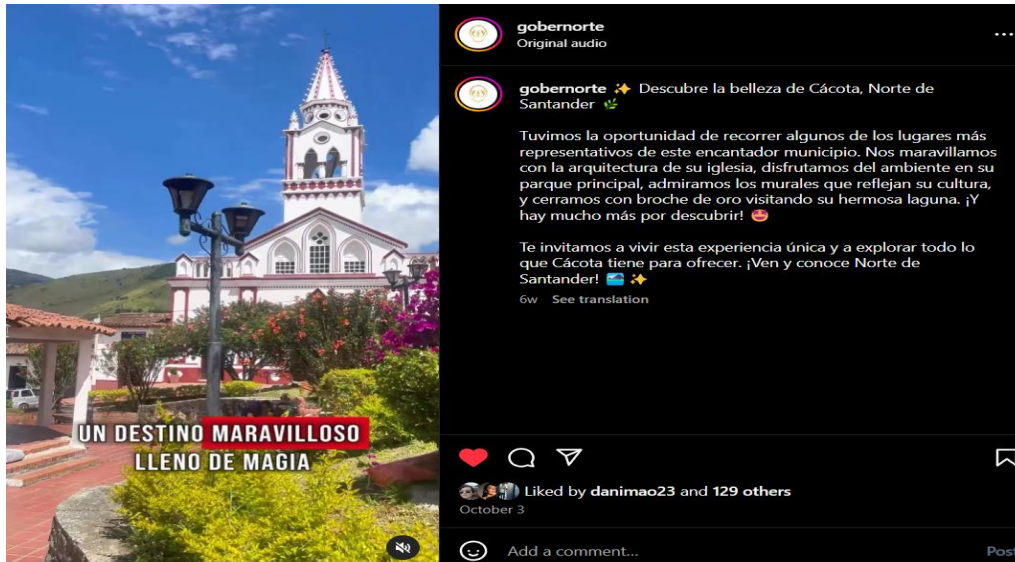 gobernorte
Original audio
gobernorte ✨ Descubre la belleza de Cácota, Norte de
Santander 🌿
Tuvimos la oportunidad de recorrer algunos de los lugares más
representativos de este encantador municipio. Nos maravillamos
con la arquitectura de su iglesia, disfrutamos del ambiente en su
parque principal, admiramos los murales que reflejan su cultura,
y cerramos con broche de oro visitando su hermosa laguna. ¡Y
hay mucho más por descubrir! 🤩
Te invitamos a vivir esta experiencia única y a explorar todo lo
que Cácota tiene para ofrecer. ¡Ven y conoce Norte de
Santander! 🏞️ ✨
6w See translation
UN DESTINO MARAVILLOSO
LLENO DE MAGIA
Liked by danimao23 and 129 others
October 3
Add a comment...
Post